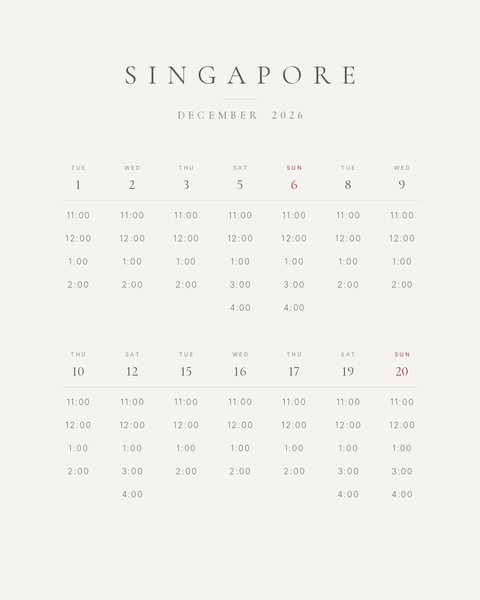 SINGAPORE
DECEMBER 2026
TUE WED THU SAT SUN TUE WED
1 2 3 5 6 8 9
11:00 11:00 11:00 11:00 11:00 11:00 11:00
12:00 12:00 12:00 12:00 12:00 12:00 12:00
1:00 1:00 1:00 1:00 1:00 1:00 1:00
2:00 2:00 2:00 3:00 3:00 2:00 2:00
4:00 4:00
THU SAT TUE WED THU SAT SUN
10 12 15 16 17 19 20
11:00 11:00 11:00 11:00 11:00 11:00 11:00
12:00 12:00 12:00 12:00 12:00 12:00 12:00
1:00 1:00 1:00 1:00 1:00 1:00 1:00
2:00 3:00 2:00 2:00 2:00 3:00 3:00
4:00 4:00 4:00